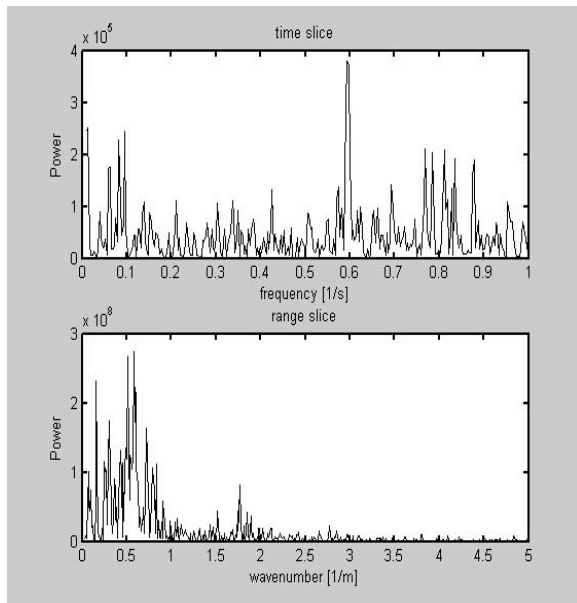 time slice
x 10^5
4
3
2
1
0
Power
0 0.1 0.2 0.3 0.4 0.5 0.6 0.7 0.8 0.9 1
frequency [1/s]
range slice
x 10^8
3
2
1
0
Power
0 0.5 1 1.5 2 2.5 3 3.5 4 4.5 5
wavenumber [1/m]